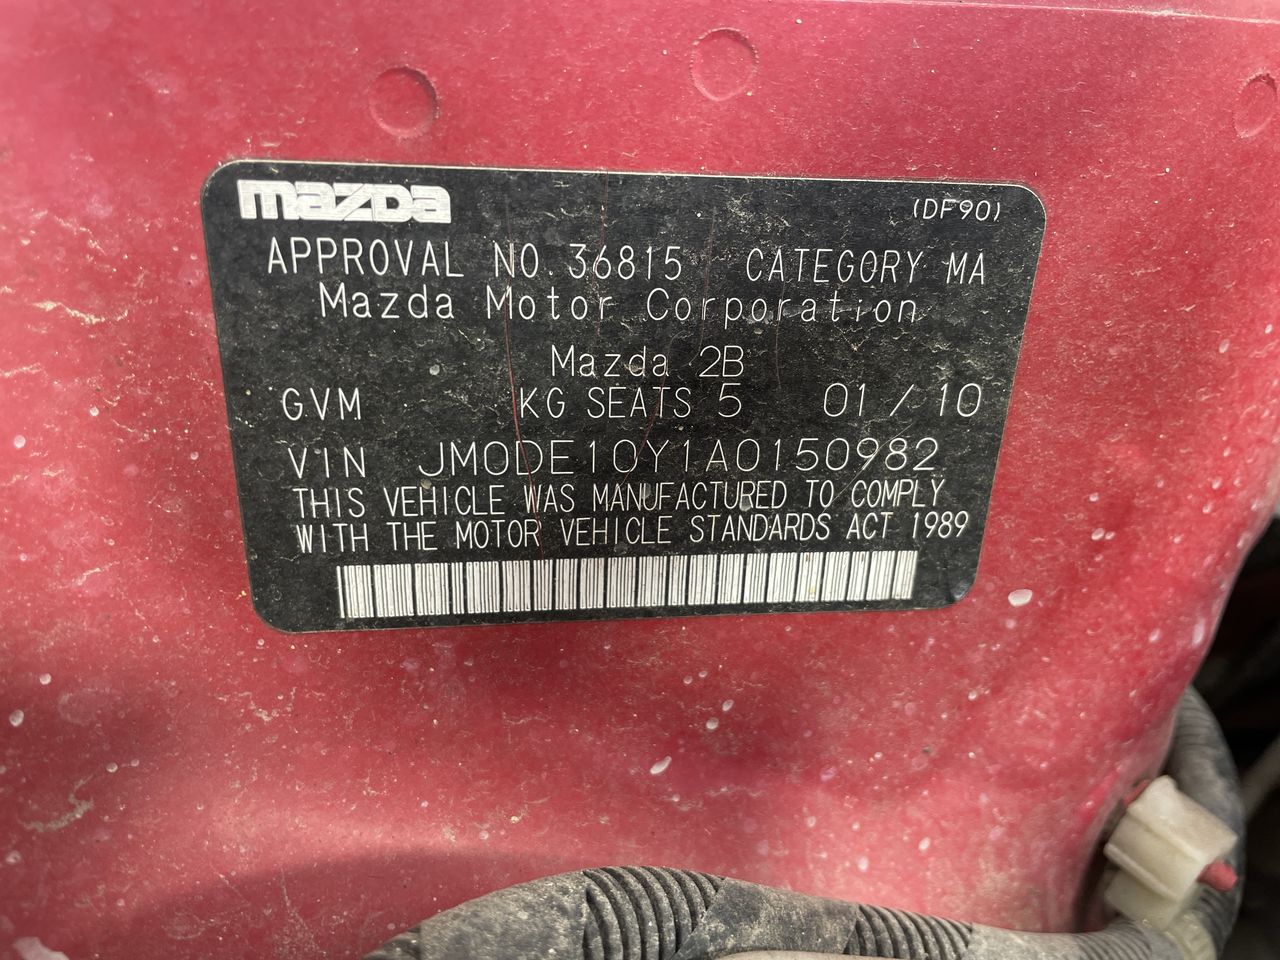 mazda (DF90)
APPROVAL NO. 36815 CATEGORY MA
Mazda Motor Corporation
Mazda 2B
GVM KG SEATS 5 01 / 10
VIN JM0DE10Y1A0150982
THIS VEHICLE WAS MANUFACTURED TO COMPLY
WITH THE MOTOR VEHICLE STANDARDS ACT 1989